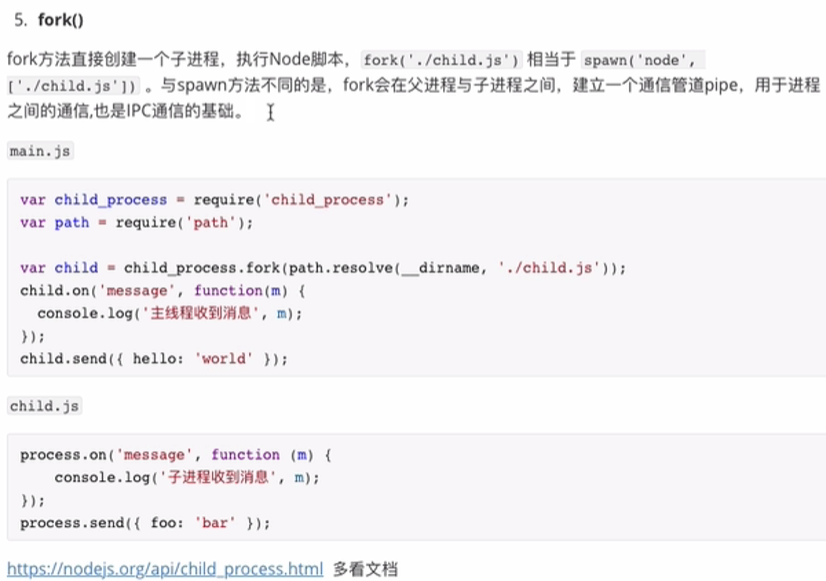 5. fork()
fork方法直接创建一个子进程，执行Node脚本，fork('./child.js') 相当于 spawn('node',
['./child.js']) 。与spawn方法不同的是，fork会在父进程与子进程之间，建立一个通信管道pipe，用于进程
之间的通信,也是IPC通信的基础。
main.js
var child_process = require('child_process');
var path = require('path');
var child = child_process.fork(path.resolve(__dirname, './child.js'));
child.on('message', function(m) {
  console.log('主线程收到消息', m);
});
child.send({ hello: 'world' });
child.js
process.on('message', function (m) {
    console.log('子进程收到消息', m);
});
process.send({ foo: 'bar' });
https://nodejs.org/api/child_process.html 多看文档